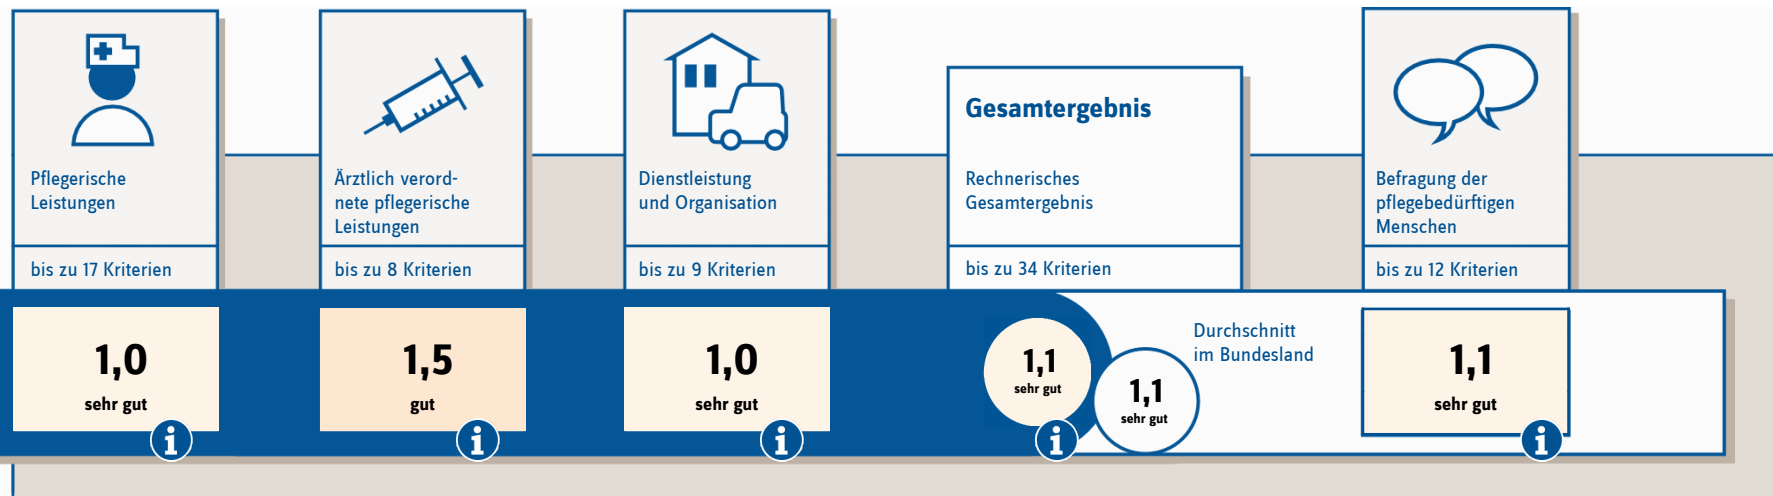 Pflegerische
Leistungen
bis zu 17 Kriterien
1,0
sehr gut
i
Ärztlich verord-
nete pflegerische
Leistungen
bis zu 8 Kriterien
1,5
gut
i
Dienstleistung
und Organisation
bis zu 9 Kriterien
1,0
sehr gut
i
Gesamtergebnis
Rechnerisches
Gesamtergebnis
bis zu 34 Kriterien
1,1
sehr gut
i
1,1
sehr gut
Durchschnitt
im Bundesland
Befragung der
pflegebedürftigen
Menschen
bis zu 12 Kriterien
1,1
sehr gut
i